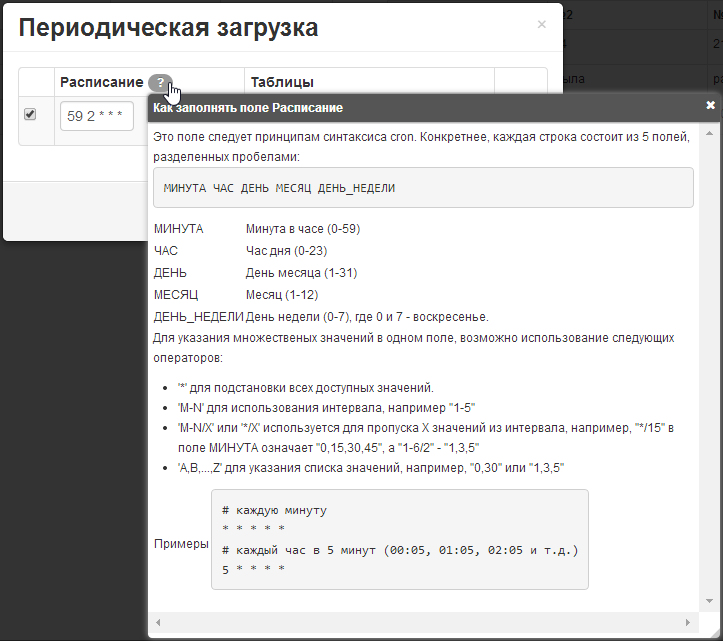 Периодическая загрузка
×
Расписание ?
Таблицы
59 2 * * *
Как заполнять поле Расписание
Это поле следует принципам синтаксиса cron. Конкретнее, каждая строка состоит из 5 полей,
разделенных пробелами:
МИНУТА ЧАС ДЕНЬ МЕСЯЦ ДЕНЬ_НЕДЕЛИ
МИНУТА Минута в часе (0-59)
ЧАС Час дня (0-23)
ДЕНЬ День месяца (1-31)
МЕСЯЦ Месяц (1-12)
ДЕНЬ_НЕДЕЛИ День недели (0-7), где 0 и 7 - воскресенье.
Для указания множественых значений в одном поле, возможно использование следующих
операторов:
• '*' для подстановки всех доступных значений.
• 'M-N' для использования интервала, например "1-5"
• 'M-N/X' или '*/X' используется для пропуска X значений из интервала, например, "*/15" в
поле МИНУТА означает "0,15,30,45", а "1-6/2" - "1,3,5"
• 'A,B,...,Z' для указания списка значений, например, "0,30" или "1,3,5"
Примеры
# каждую минуту
* * * * *
# каждый час в 5 минут (00:05, 01:05, 02:05 и т.д.)
5 * * * *